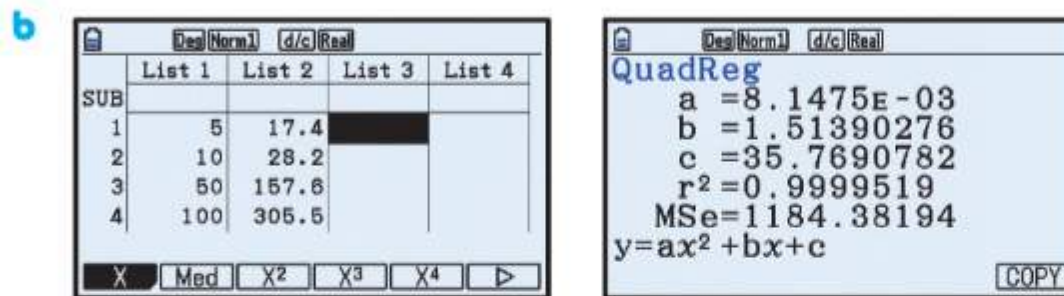 b
Deg Norm1 d/c Real
List 1 List 2 List 3 List 4
SUB
1 5 17.4
2 10 28.2
3 50 157.6
4 100 305.5
X Med X² X³ X⁴ ▷
Deg Norm1 d/c Real
QuadReg
a =8.1475E-03
b =1.51390276
c =35.7690782
r²=0.9999519
MSe=1184.38194
y=ax²+bx+c
COPY